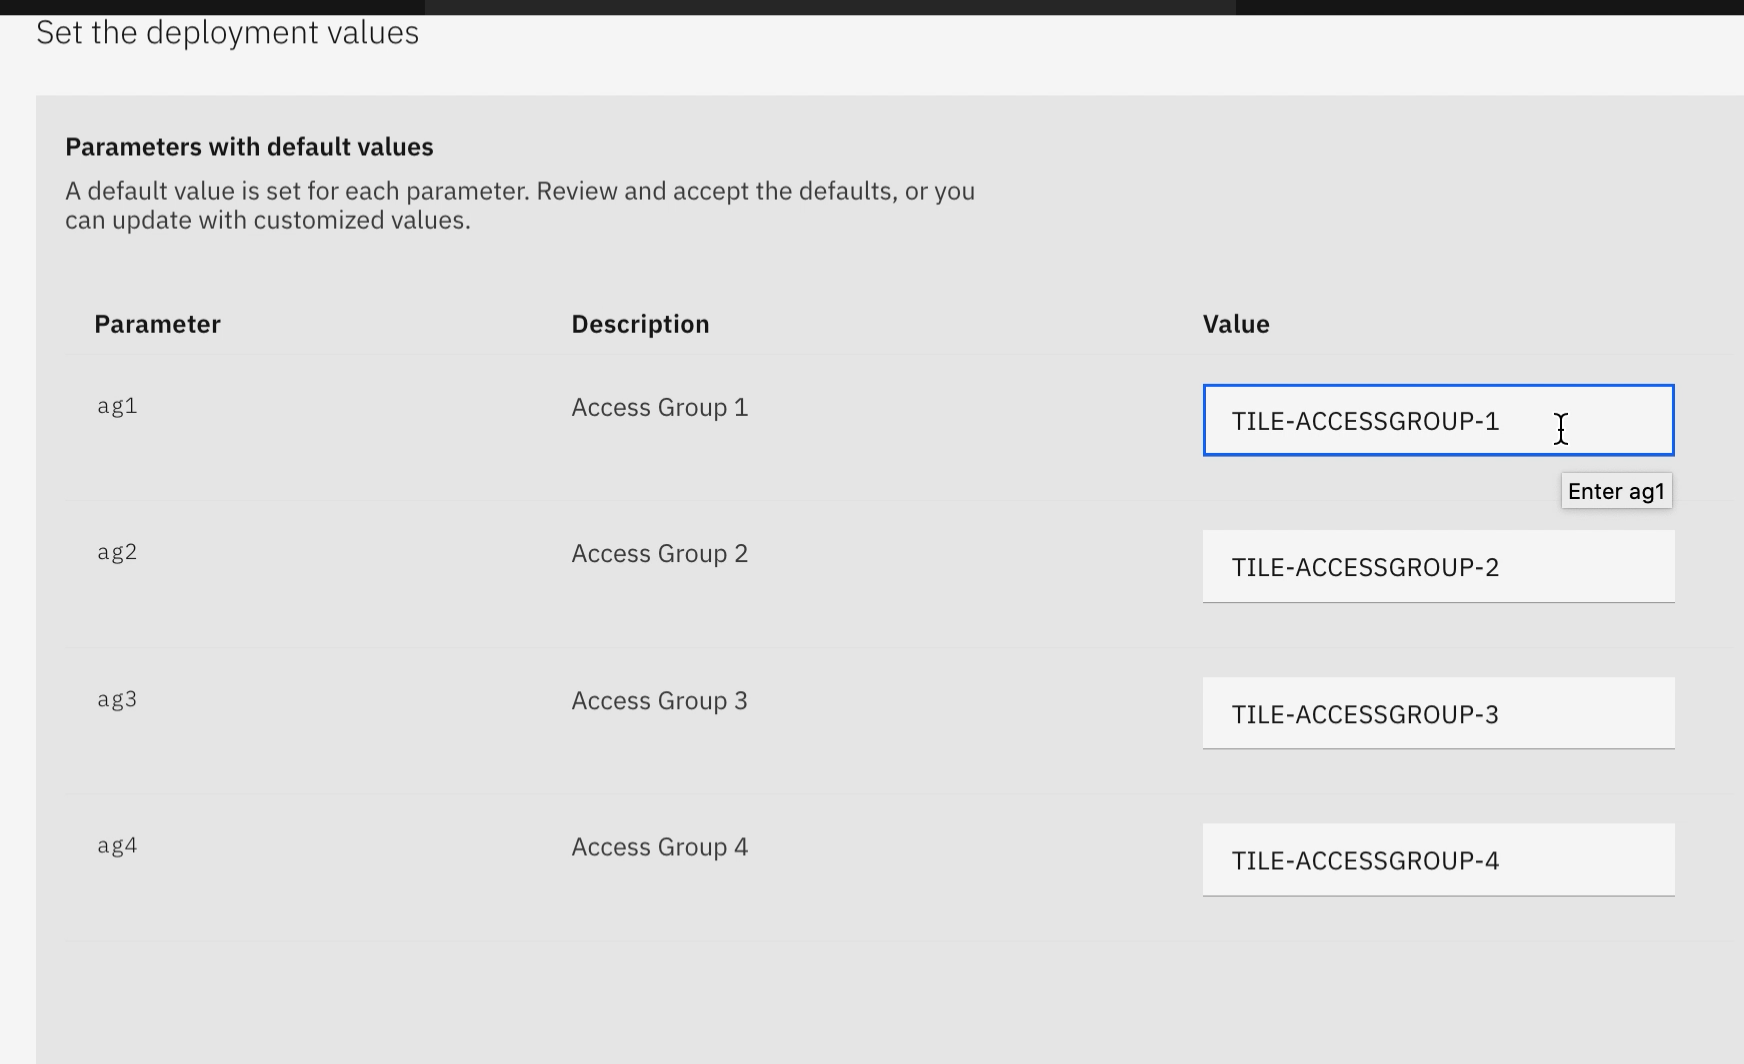 Set the deployment values
Parameters with default values
A default value is set for each parameter. Review and accept the defaults, or you
can update with customized values.
Parameter Description Value
ag1 Access Group 1 TILE-ACCESSGROUP-1
Enter ag1
ag2 Access Group 2 TILE-ACCESSGROUP-2
ag3 Access Group 3 TILE-ACCESSGROUP-3
ag4 Access Group 4 TILE-ACCESSGROUP-4